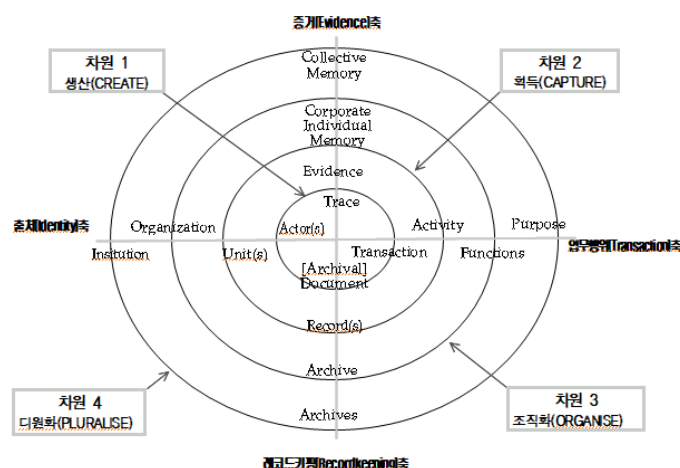 증거[Evidence]축
차원 1
생산(CREATE)
차원 2
획득(CAPTURE)
Collective
Memory
Corporate
Individual
Memory
Evidence
Trace
출처[Identity]축
Organization
Actor(s)
Activity
Purpose
Insitution
Unit(s)
Transaction
Functions
업무행위[Transaction]축
[Archival]
Document
Record(s)
Archive
차원 4
다원화(PLURALISE)
차원 3
조직화(ORGANISE)
Archives
레코드키핑[Recordkeeping]축